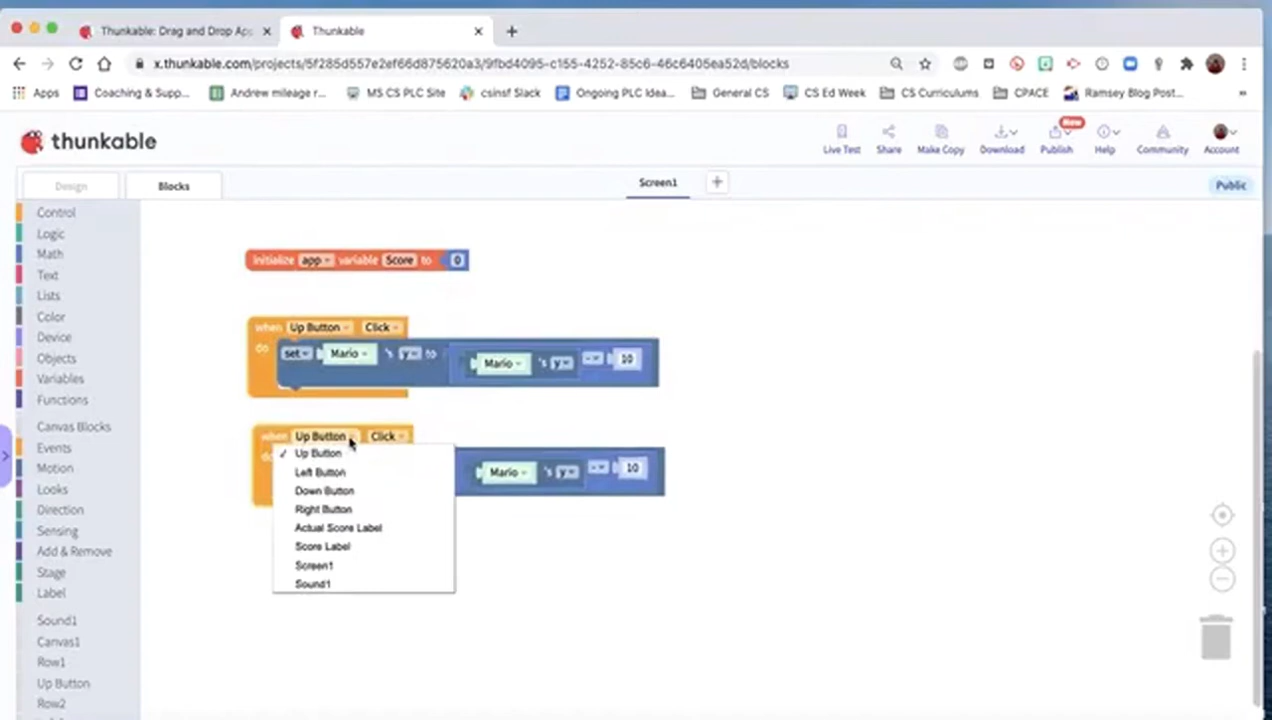 Thunkable: Drag and Drop Ap
Thunkable
x.thunkable.com/projects/5f285d557e2ef66d875620a3/9fbd4095-c155-4252-85c6-46c6405ea52d/blocks
Apps
Coaching & Supp...
Andrew mileage r...
MS CS PLC Site
csinsf Slack
Ongoing PLC Idea...
General CS
CS Ed Week
CS Curriculums
CPACE
Ramsey Blog Post...
»
thunkable
Live Test
Share
Make Copy
Download
Publish
New
Help
Community
Account
Design
Blocks
Screen1
Public
Control
Logic
Math
Text
Lists
Color
Device
Objects
Variables
Functions
Canvas Blocks
Events
Motion
Looks
Direction
Sensing
Add & Remove
Stage
Label
Sound1
Canvas1
Row1
Up Button
Row2
initialize app variable Score to 0
when Up Button Click
do set Mario 's y to Mario 's y - 10
when Up Button Click
do Mario 's y - 10
✓ Up Button
Left Button
Down Button
Right Button
Actual Score Label
Score Label
Screen1
Sound1